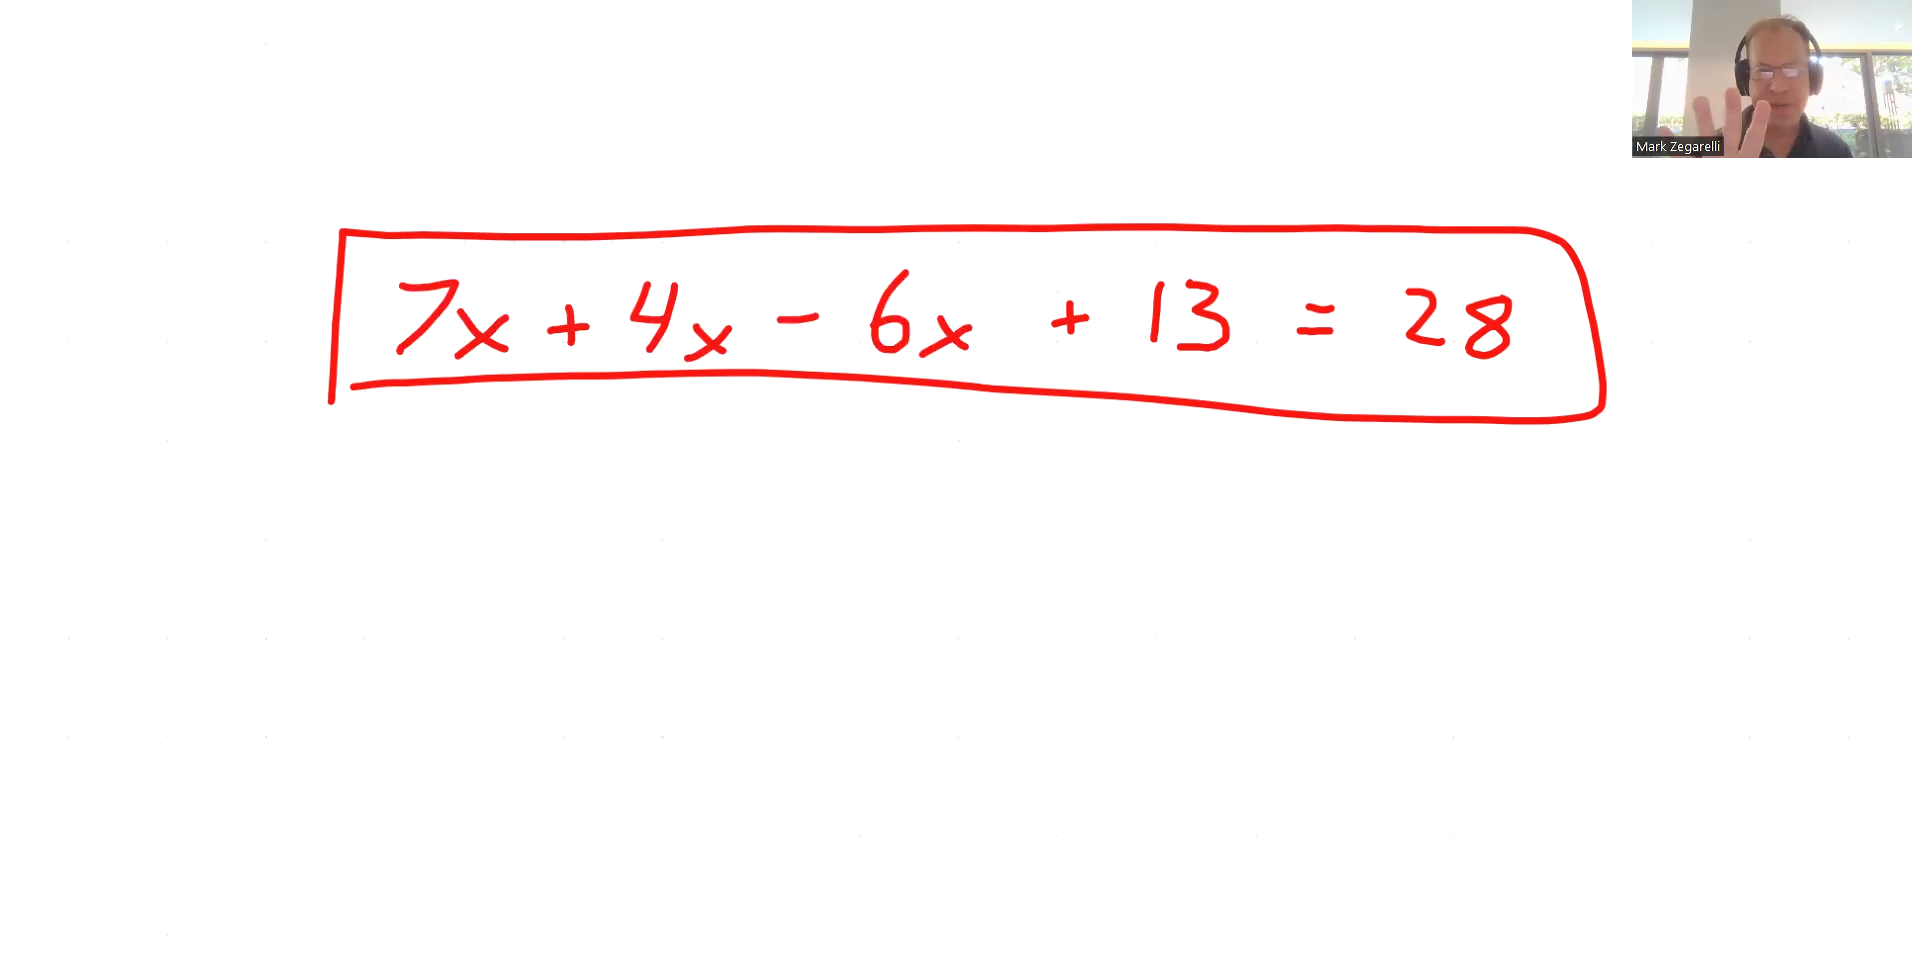 Mark Zegarelli
7x + 4x - 6x + 13 = 28